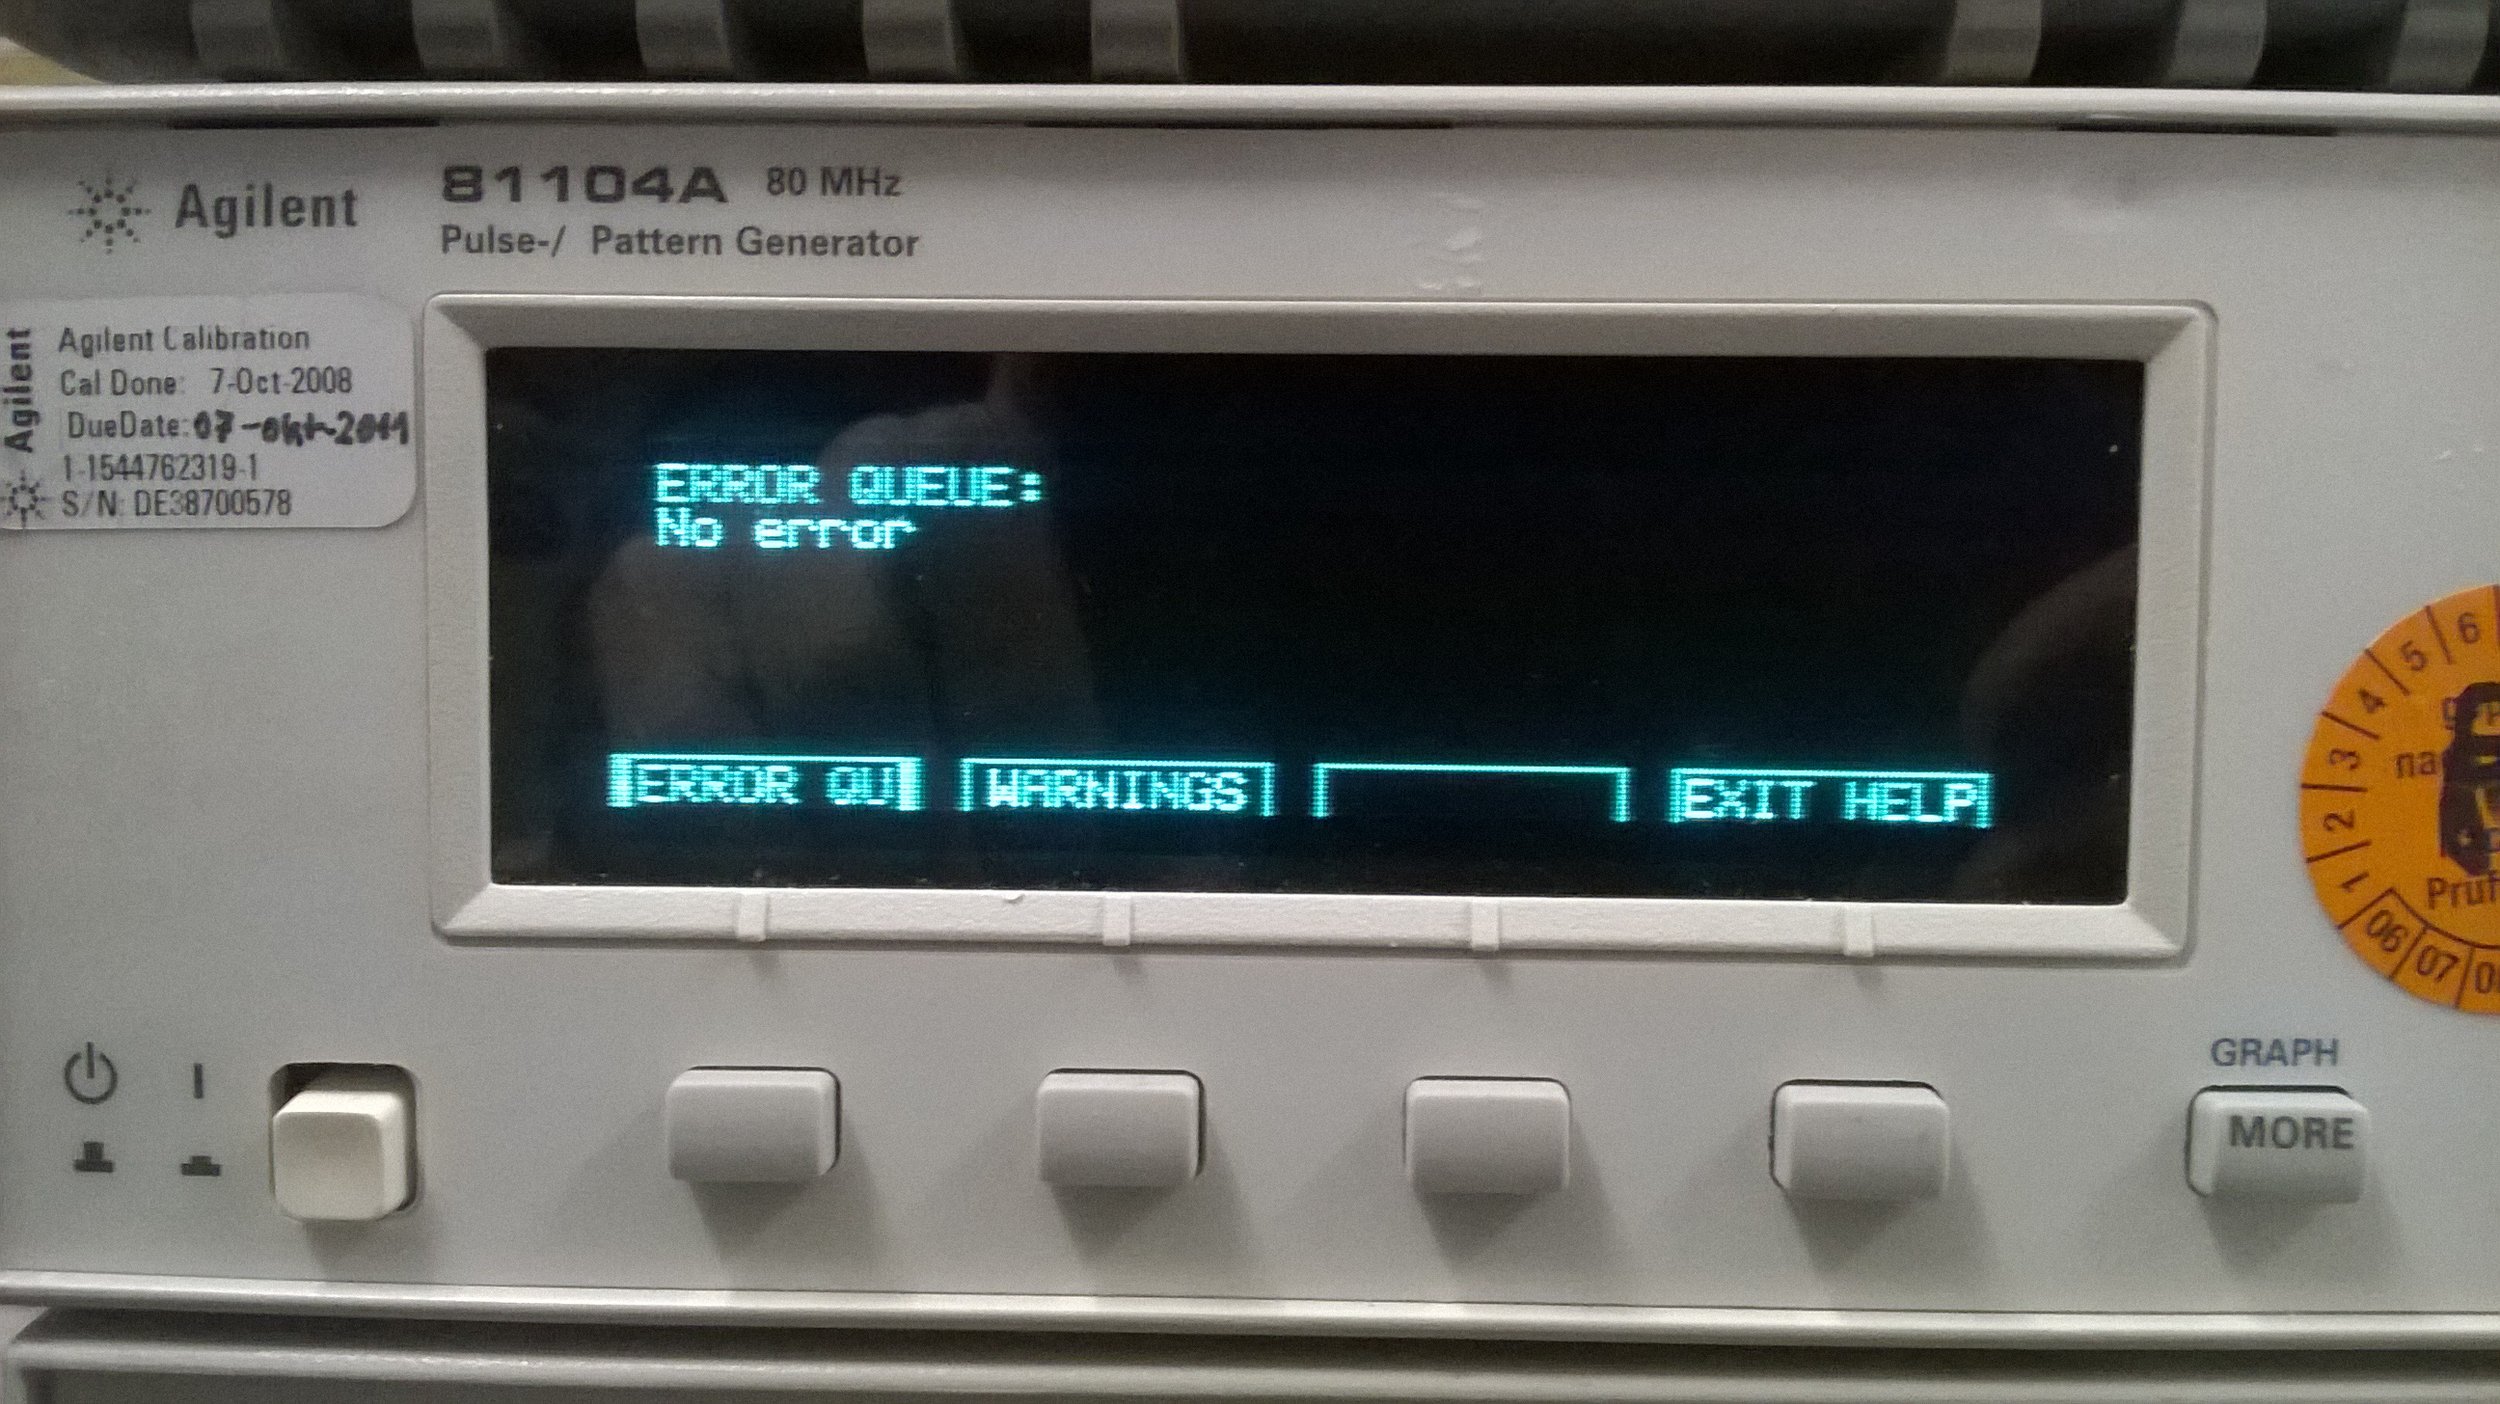 Agilent
81104A 80 MHz
Pulse-/ Pattern Generator
Agilent
Agilent Calibration
Cal Done: 7-Oct-2008
DueDate: 07-okt-2011
1-1544762319-1
S/N: DE38700578
ERROR QUEUE:
No error
ERROR QU
WARNINGS
EXIT HELP
6
5
4
3
2
1
na
Prüf
06
07
GRAPH
MORE